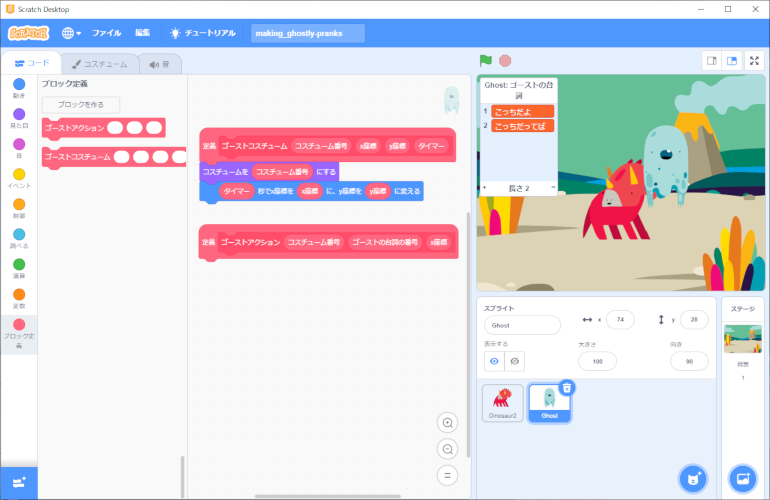 Scratch Desktop
SCRATCH ファイル 編集 チュートリアル making_ghostly-pranks
コード コスチューム 音
動き
見た目
音
イベント
制御
調べる
演算
変数
ブロック定義
ブロック定義
ブロックを作る
ゴーストアクション
ゴーストコスチューム
定義 ゴーストコスチューム コスチューム番号 x座標 y座標 タイマー
コスチュームを コスチューム番号 にする
タイマー 秒でx座標を x座標 に、y座標を y座標 に変える
定義 ゴーストアクション コスチューム番号 ゴーストの台詞の番号 x座標
Ghost: ゴーストの台詞
1 こっちだよ
2 こっちだってば
+ 長さ 2 =
スプライト
Ghost
x 74 y 28
表示する 大きさ 向き
100 90
Dinosaur2
Ghost
ステージ
背景
1